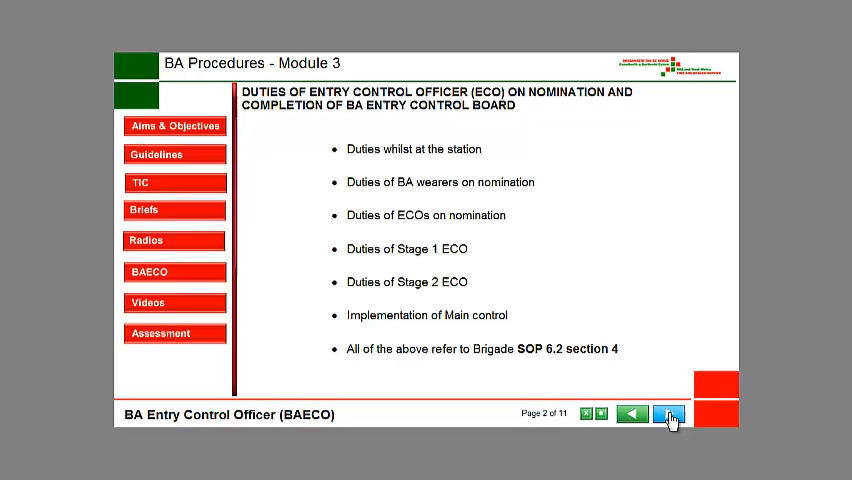 BA Procedures - Module 3
DUTIES OF ENTRY CONTROL OFFICER (ECO) ON NOMINATION AND
COMPLETION OF BA ENTRY CONTROL BOARD
Aims & Objectives
Guidelines
TIC
Briefs
Radios
BAECO
Videos
Assessment
• Duties whilst at the station
• Duties of BA wearers on nomination
• Duties of ECOs on nomination
• Duties of Stage 1 ECO
• Duties of Stage 2 ECO
• Implementation of Main control
• All of the above refer to Brigade SOP 6.2 section 4
BA Entry Control Officer (BAECO)
Page 2 of 11